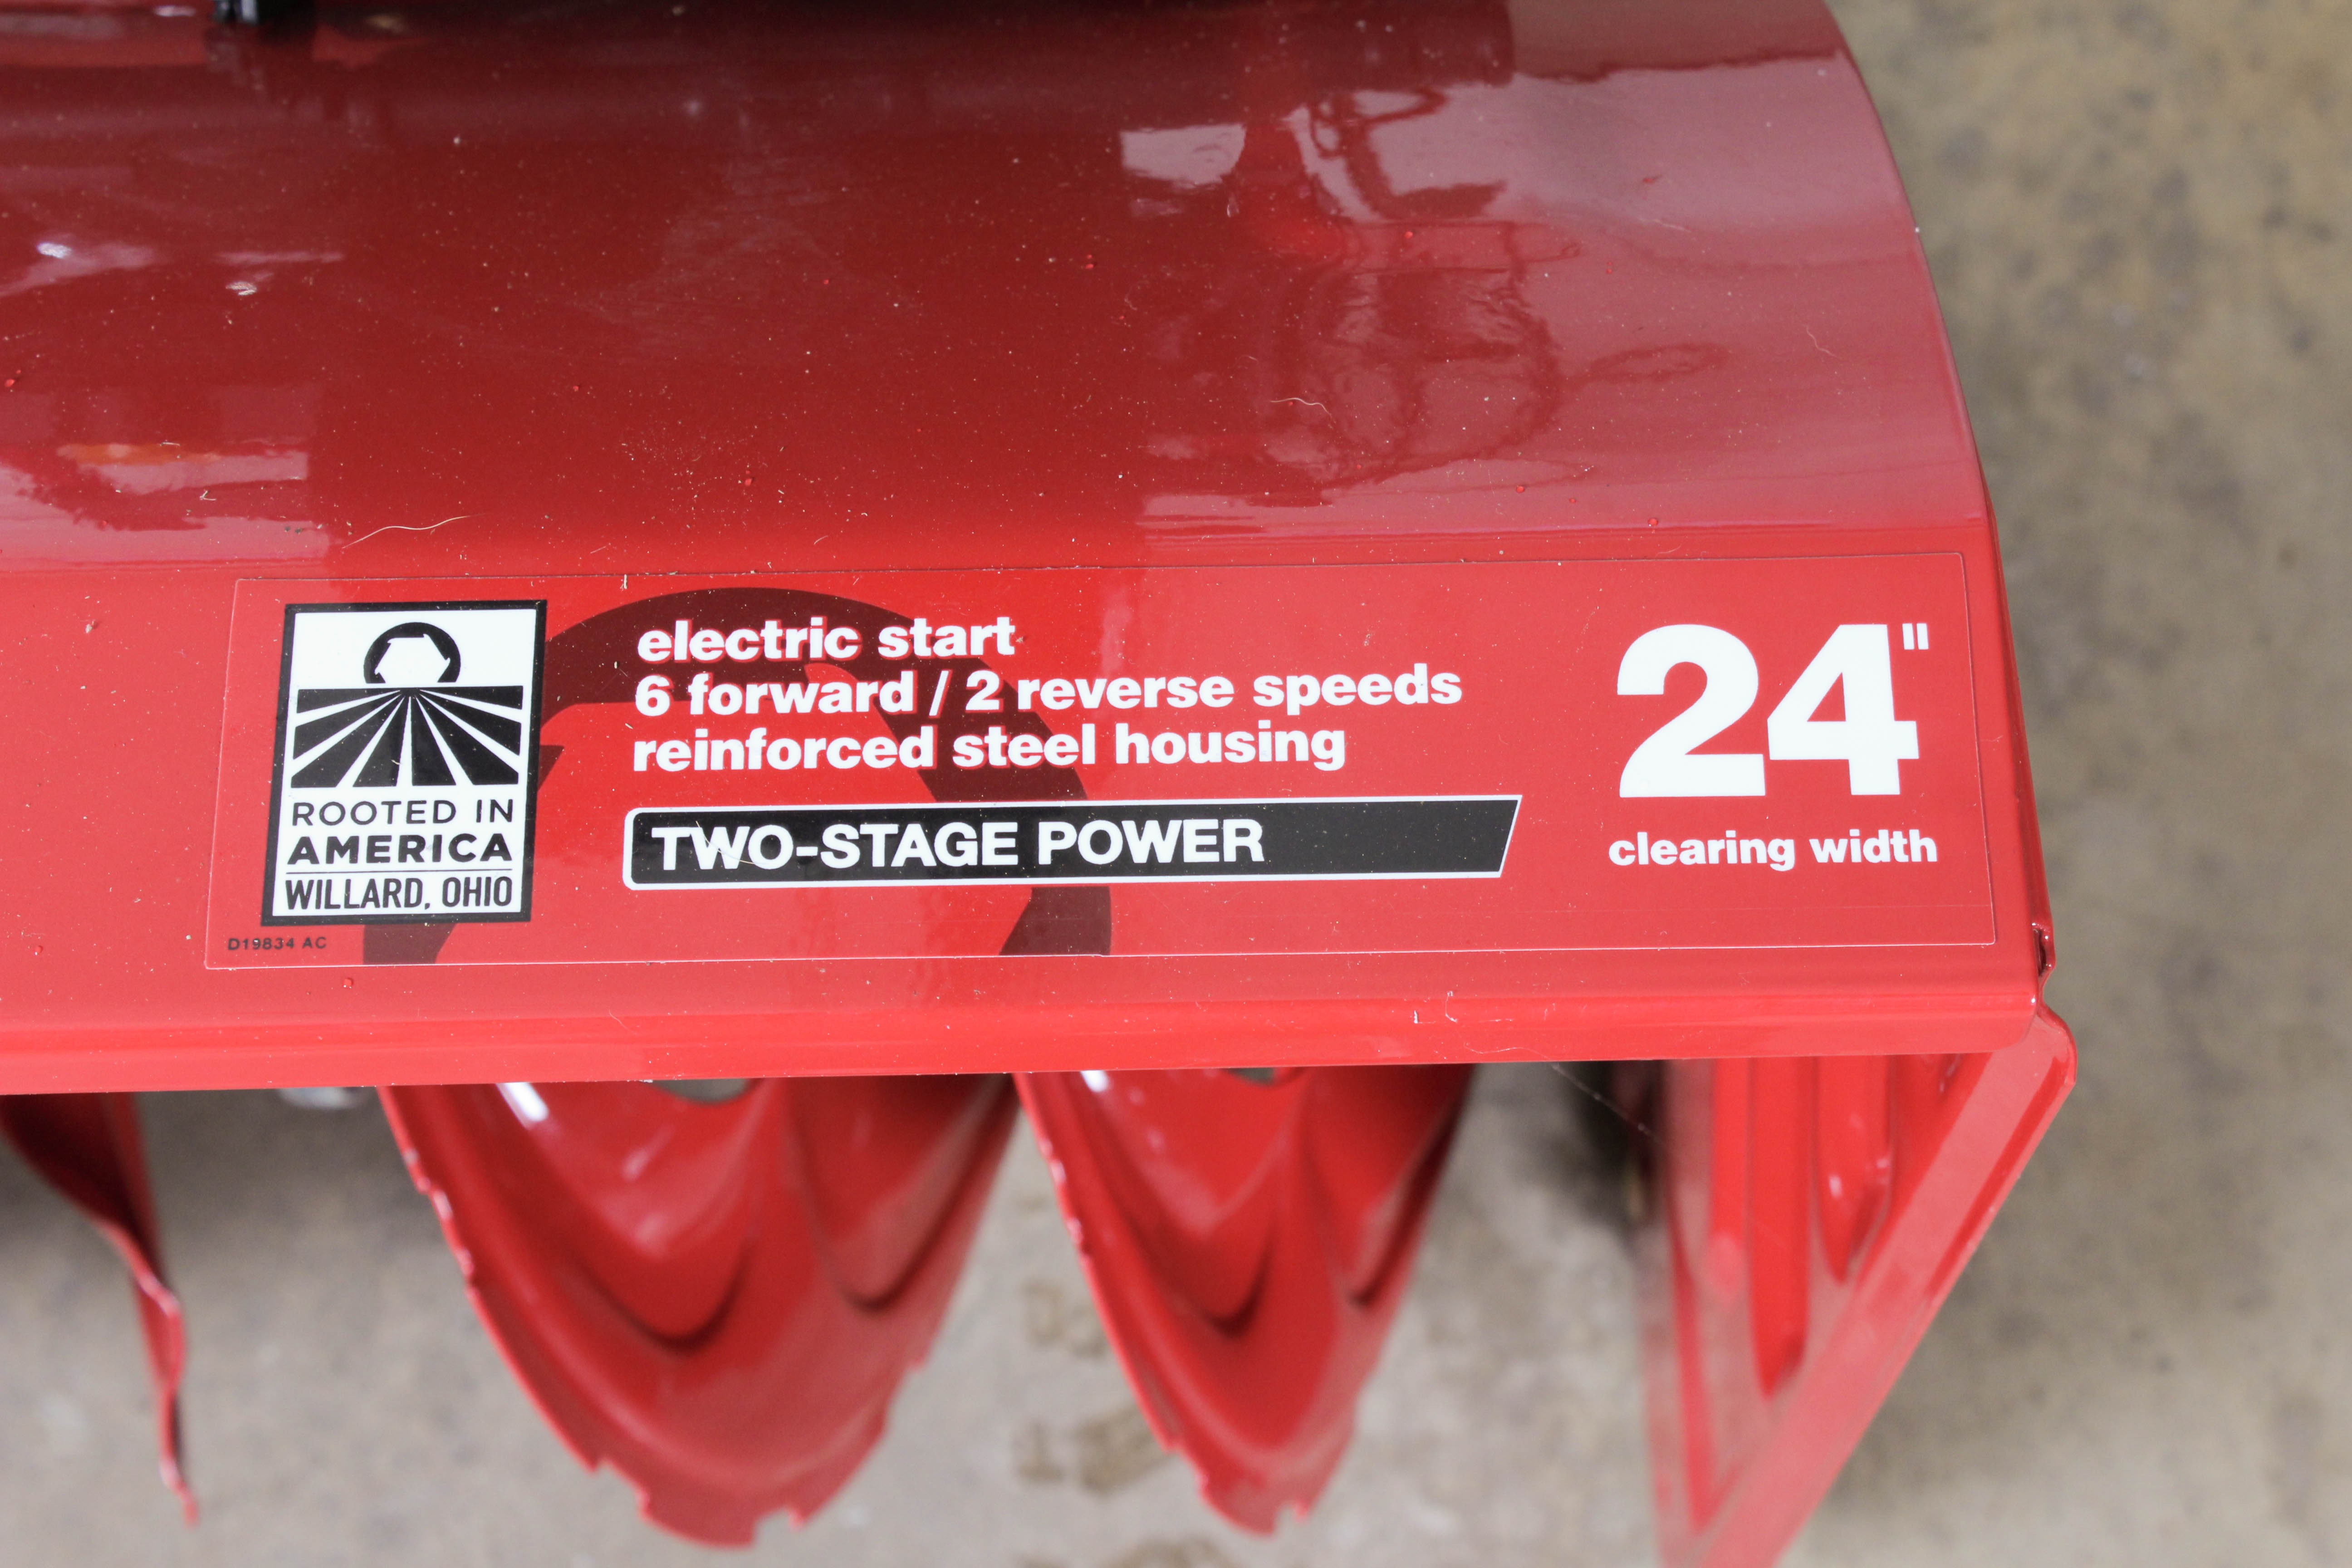 ROOTED IN
AMERICA
WILLARD, OHIO
D19834 AC
electric start
6 forward / 2 reverse speeds
reinforced steel housing
TWO-STAGE POWER
24"
clearing width